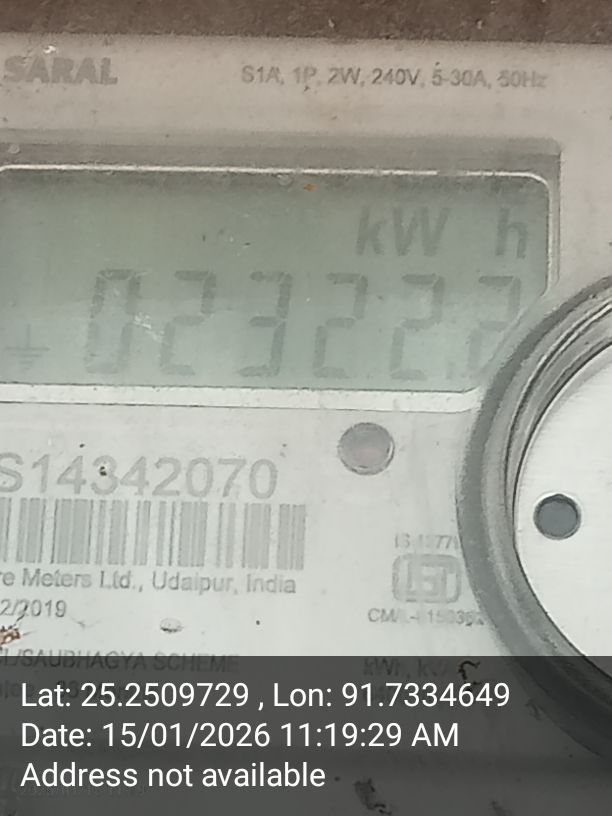 SARAL
S1A, 1P, 2W, 240V, 5-30A, 50Hz
kW h
023222.2
S14342070
re Meters Ltd., Udaipur, India
2/2019
/SAUBHAGYA SCHEME
Lat: 25.2509729 , Lon: 91.7334649
Date: 15/01/2026 11:19:29 AM
Address not available